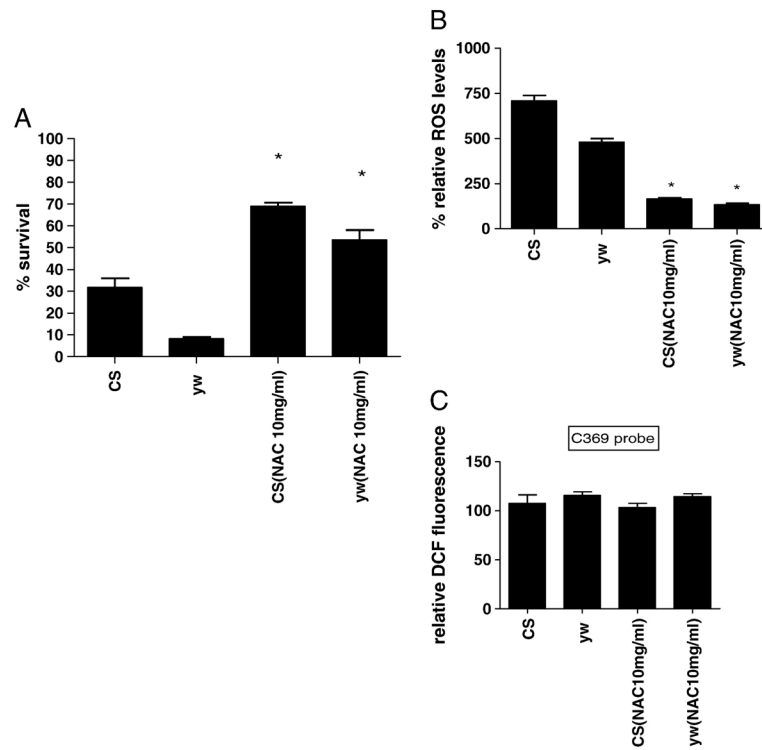 A
% survival
100
90
80
70
60
50
40
30
20
10
0
*
*
CS
yw
CS(NAC 10mg/ml)
yw(NAC 10mg/ml)
B
% relative ROS levels
1000
750
500
250
0
*
*
CS
yw
CS(NAC10mg/ml)
yw(NAC10mg/ml)
C
C369 probe
relative DCF fluorescence
150
100
50
0
CS
yw
CS(NAC10mg/ml)
yw(NAC10mg/ml)